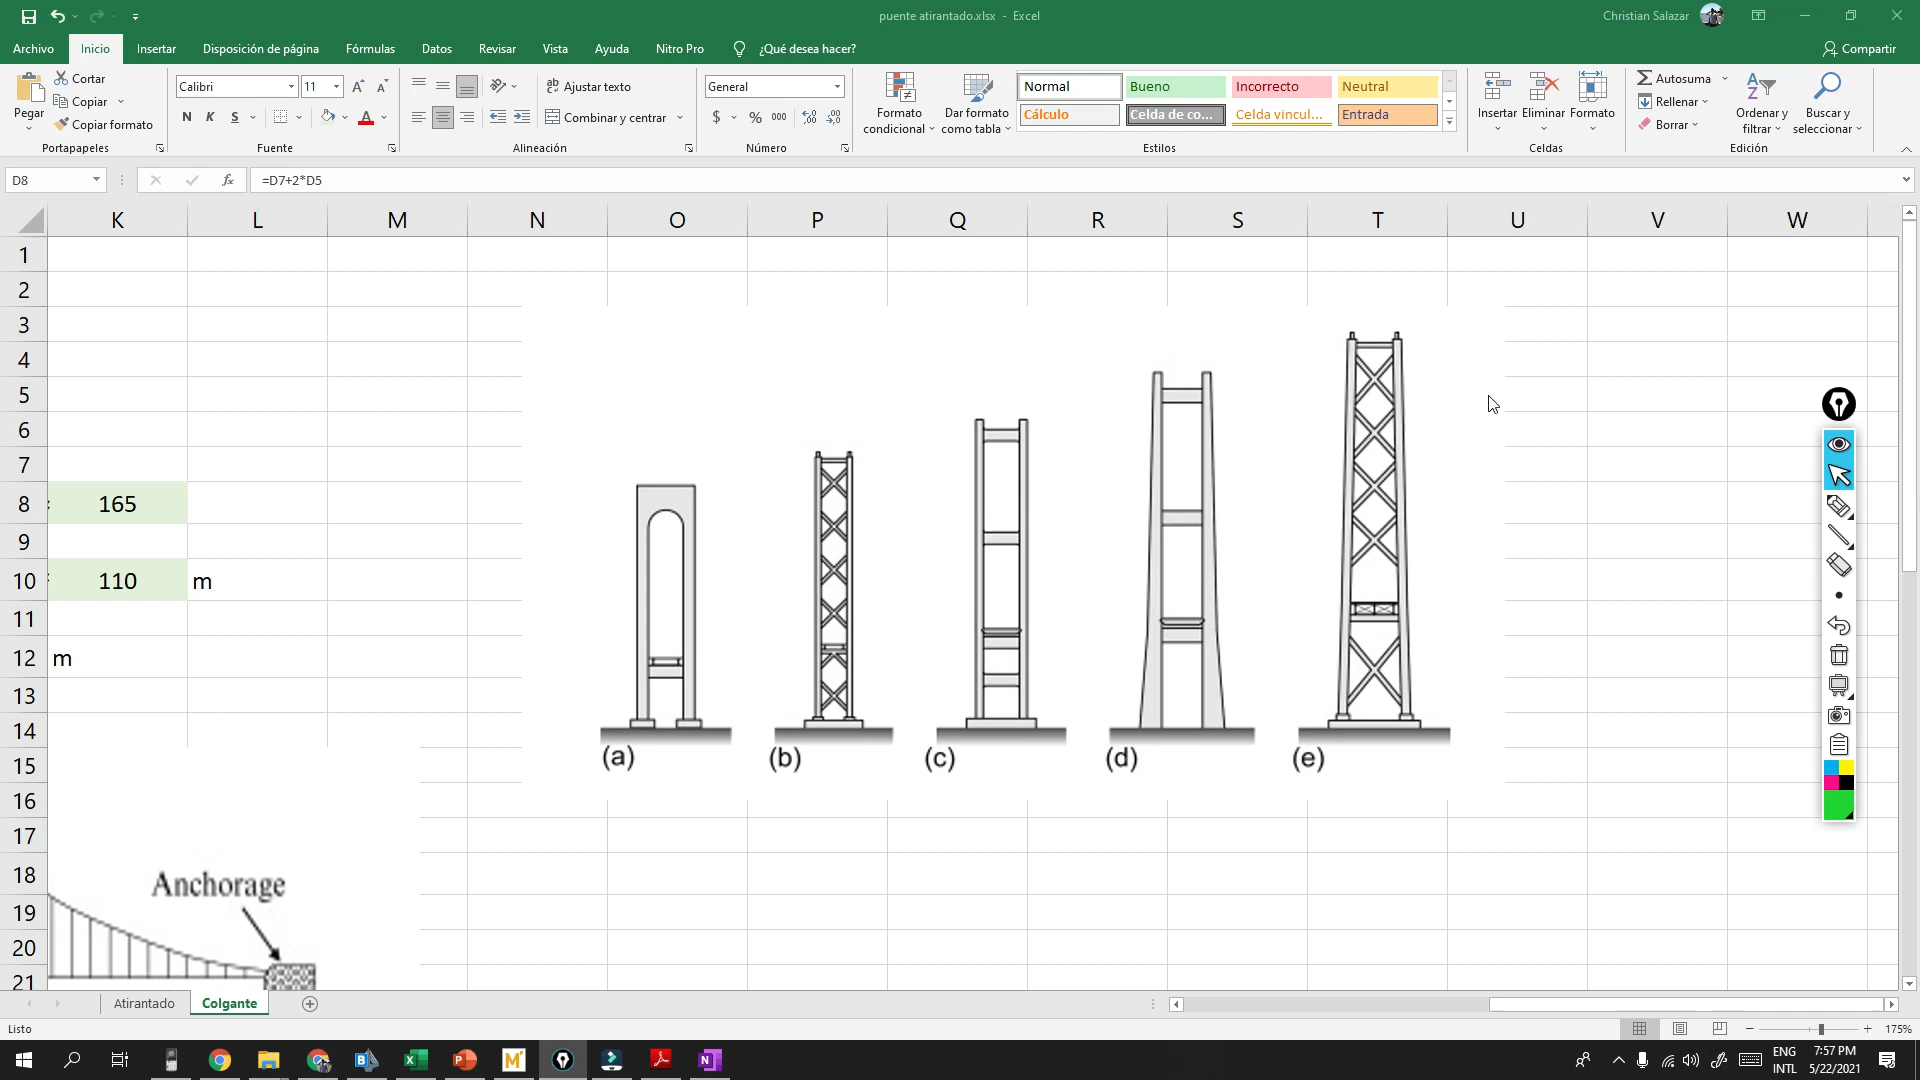 puente atirantado.xlsx - Excel
Christian Salazar
Archivo Inicio Insertar Disposición de página Fórmulas Datos Revisar Vista Ayuda Nitro Pro ¿Qué desea hacer? Compartir
Pegar
Cortar
Copiar
Copiar formato
Portapapeles
Calibri 11
N K S
Fuente
Ajustar texto
Combinar y centrar
Alineación
General
$ % 000
Número
Formato condicional
Dar formato como tabla
Normal Bueno Incorrecto Neutral
Cálculo Celda de co... Celda vincul... Entrada
Estilos
Insertar Eliminar Formato
Celdas
Autosuma
Rellenar
Borrar
Ordenar y filtrar
Buscar y seleccionar
Edición
D8 fx =D7+2*D5
K L M N O P Q R S T U V W
1
2
3
4
5
6
7
8 165
9
10 110 m
11
12 m
13
14
15
16
17
18
19
20
21
(a) (b) (c) (d) (e)
Anchorage
Atirantado Colgante
Listo
175%
ENG
INTL
7:57 PM
5/22/2021